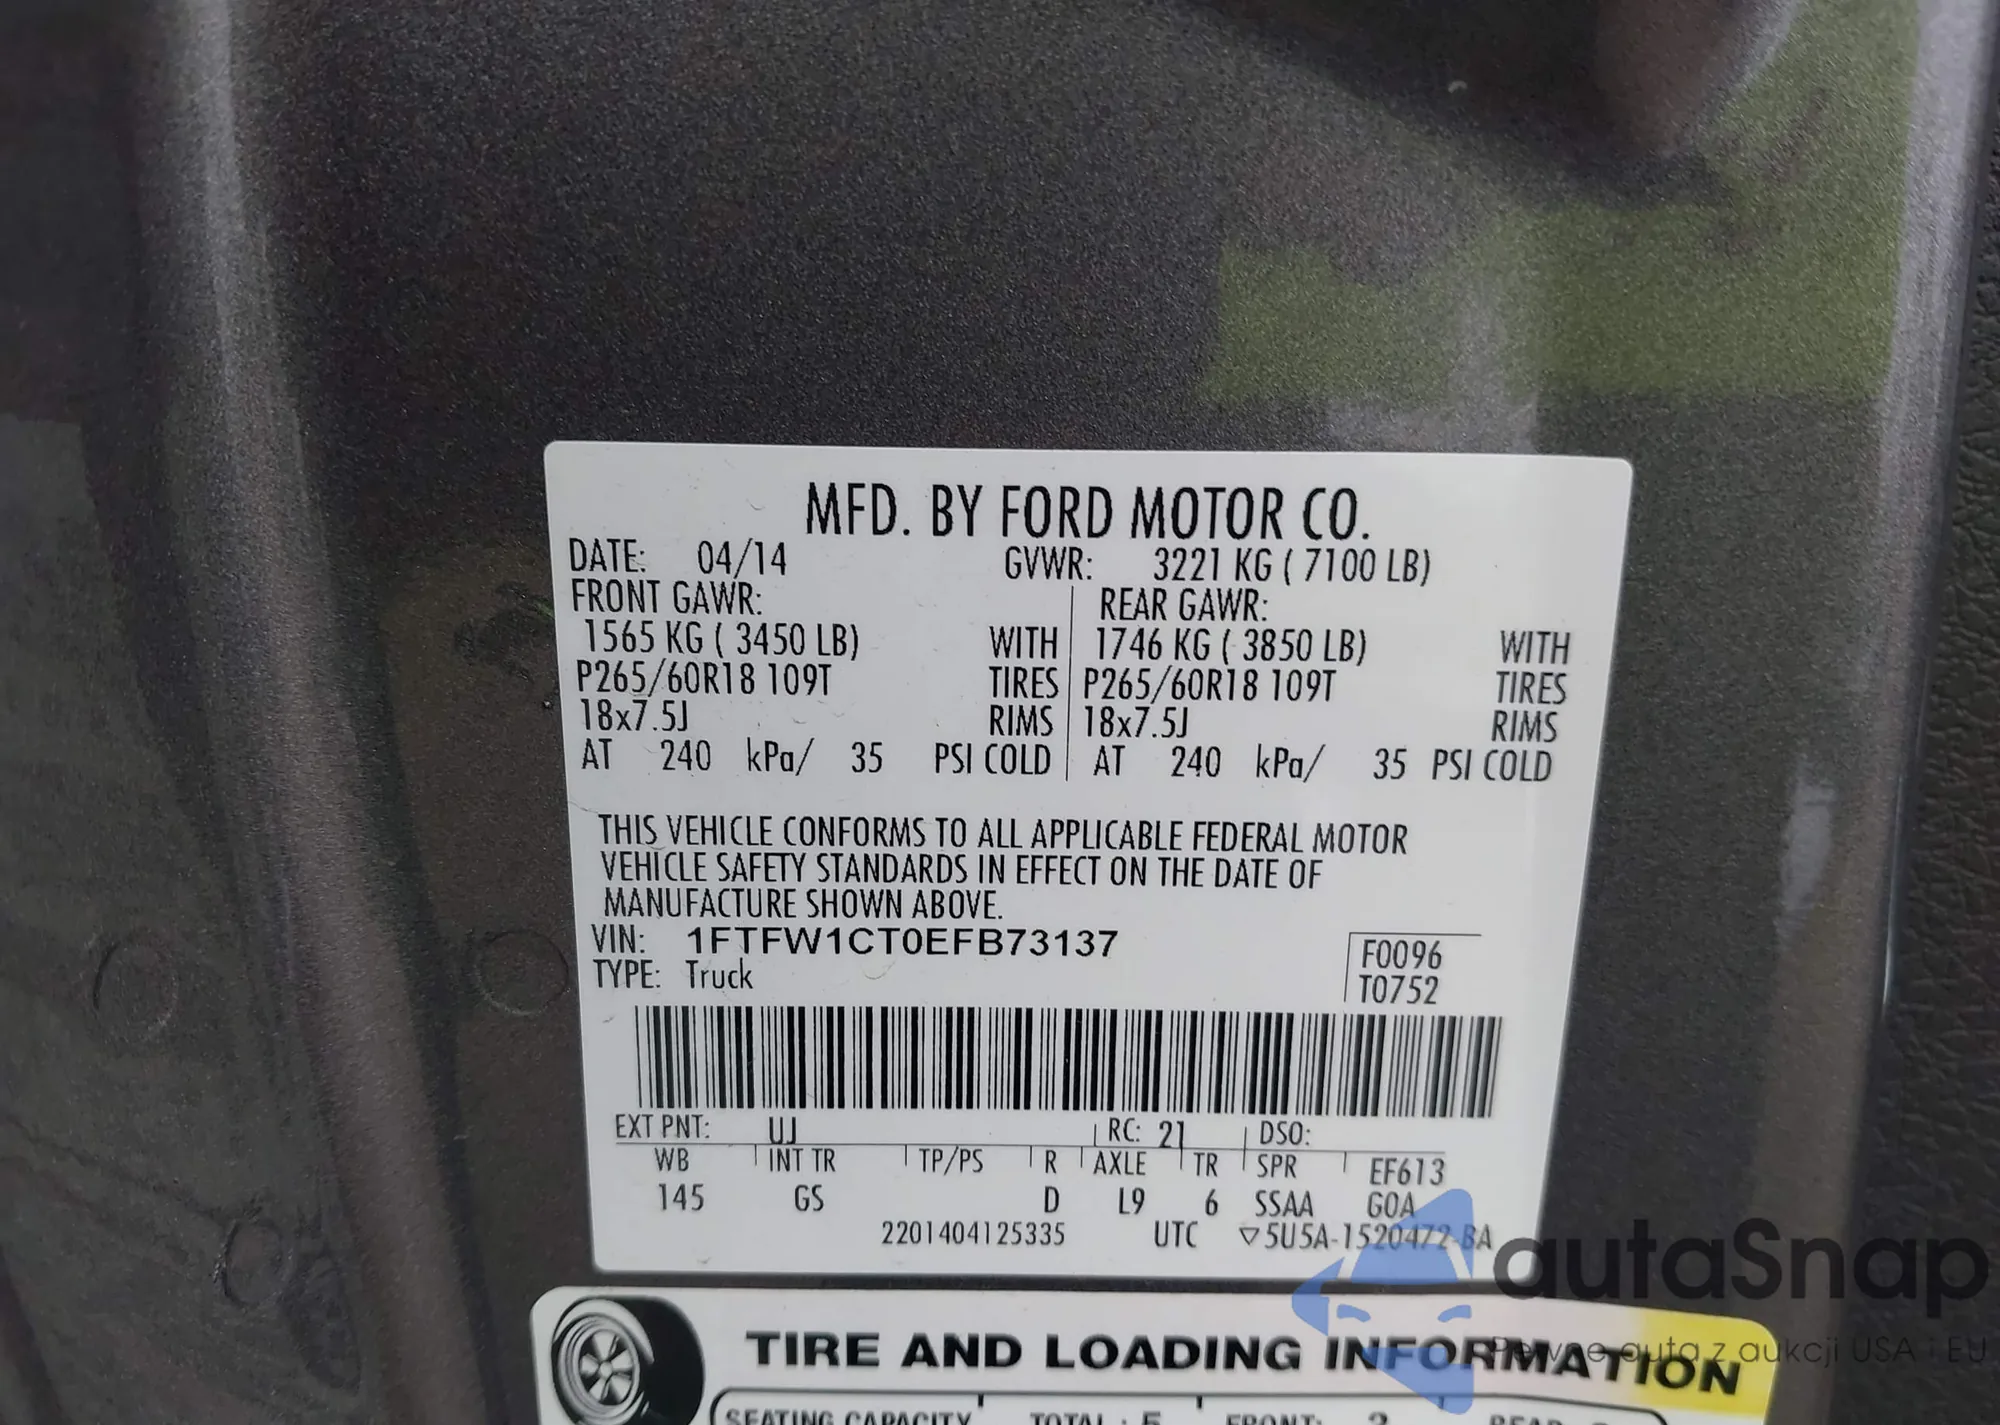 MFD. BY FORD MOTOR CO.
DATE: 04/14 GVWR: 3221 KG ( 7100 LB)
FRONT GAWR: REAR GAWR:
1565 KG ( 3450 LB) WITH 1746 KG ( 3850 LB) WITH
P265/60R18 109T TIRES P265/60R18 109T TIRES
18x7.5J RIMS 18x7.5J RIMS
AT 240 kPa/ 35 PSI COLD AT 240 kPa/ 35 PSI COLD
THIS VEHICLE CONFORMS TO ALL APPLICABLE FEDERAL MOTOR
VEHICLE SAFETY STANDARDS IN EFFECT ON THE DATE OF
MANUFACTURE SHOWN ABOVE.
VIN: 1FTFW1CT0EFB73137 F0096
TYPE: Truck T0752
EXT PNT: UJ RC: 21 DSO:
WB INT TR TP/PS R AXLE TR SPR EF613
145 GS D L9 6 SSAA GOA
2201404125335 UTC ▽5U5A-1520472-BA
autaSnap
Pewne auta z aukcji USA i EU
TIRE AND LOADING INFORMATION
SEATING CAPACITY TOTAL : 5 FRONT: 2 REAR